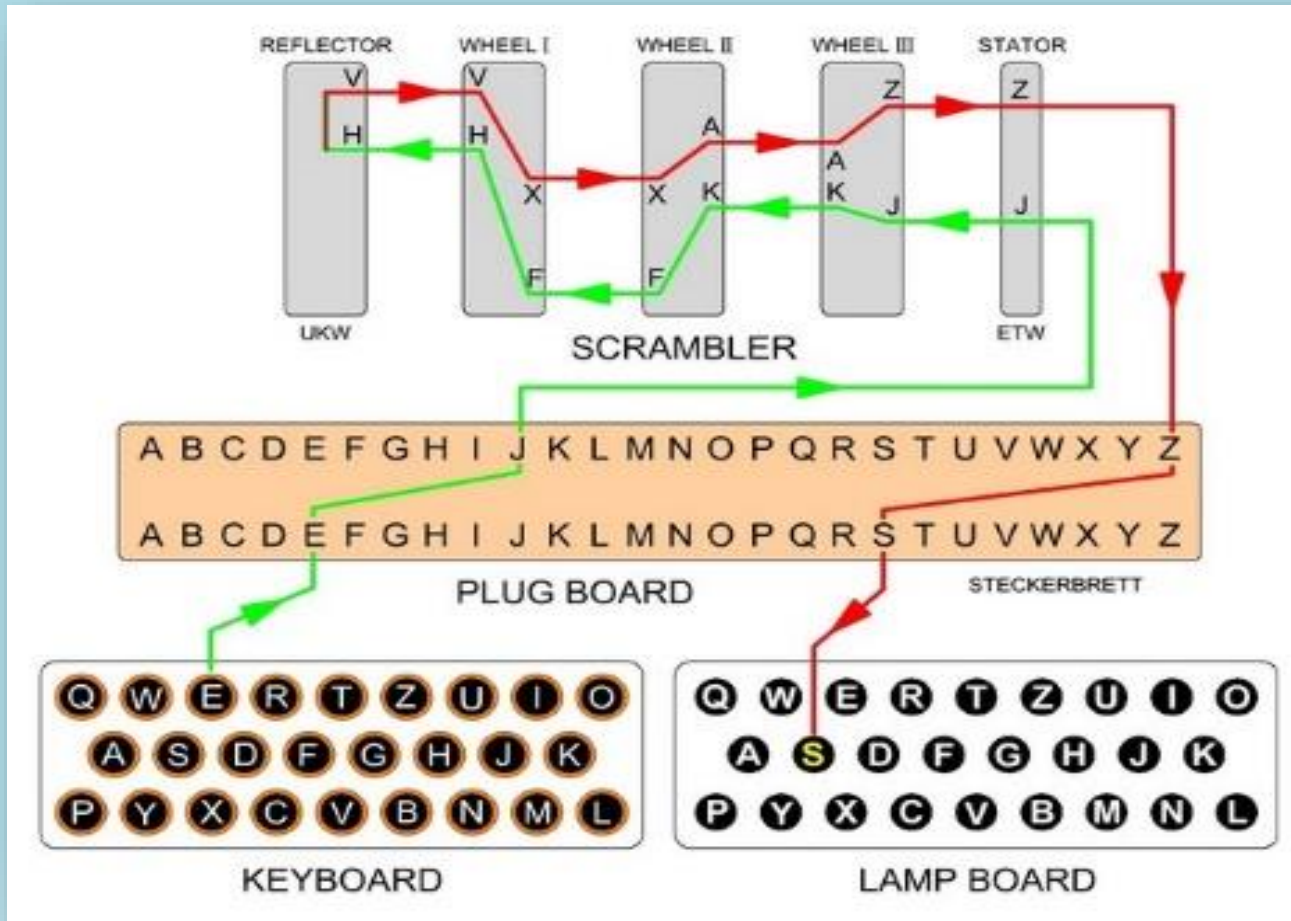 REFLECTOR WHEEL I WHEEL II WHEEL III STATOR
V V Z Z
H H A A
X X K K J J
F F
UKW ETW
SCRAMBLER
A B C D E F G H I J K L M N O P Q R S T U V W X Y Z
A B C D E F G H I J K L M N O P Q R S T U V W X Y Z
PLUG BOARD STECKERBRETT
Q W E R T Z U I O Q W E R T Z U I O
A S D F G H J K A S D F G H J K
P Y X C V B N M L P Y X C V B M N L
KEYBOARD LAMP BOARD